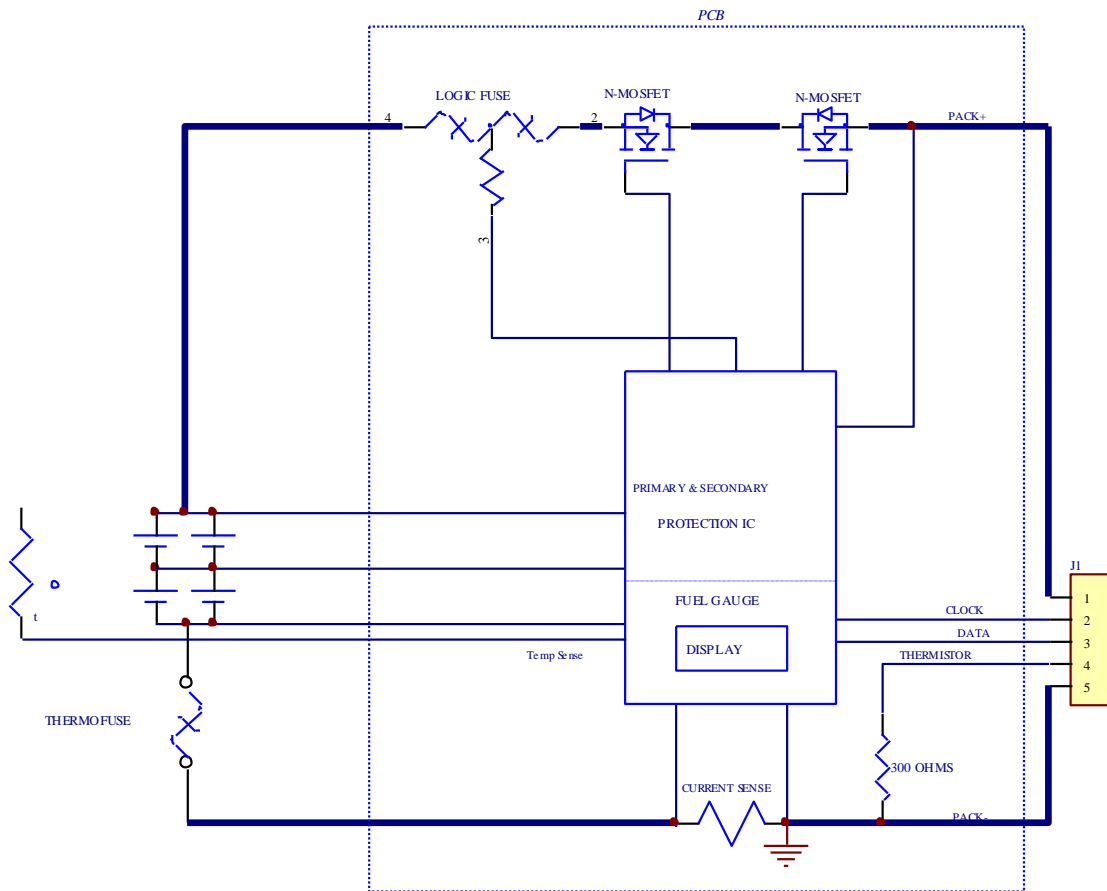 PCB
LOGIC FUSE
N-MOSFET
N-MOSFET
4
2
PACK+
3
PRIMARY & SECONDARY
PROTECTION IC
J1
FUEL GAUGE
1
CLOCK
2
t
DATA
3
DISPLAY
Temp Sense
THERMISTOR
4
5
THERMOFUSE
300 OHMS
CURRENT SENSE
PACK-